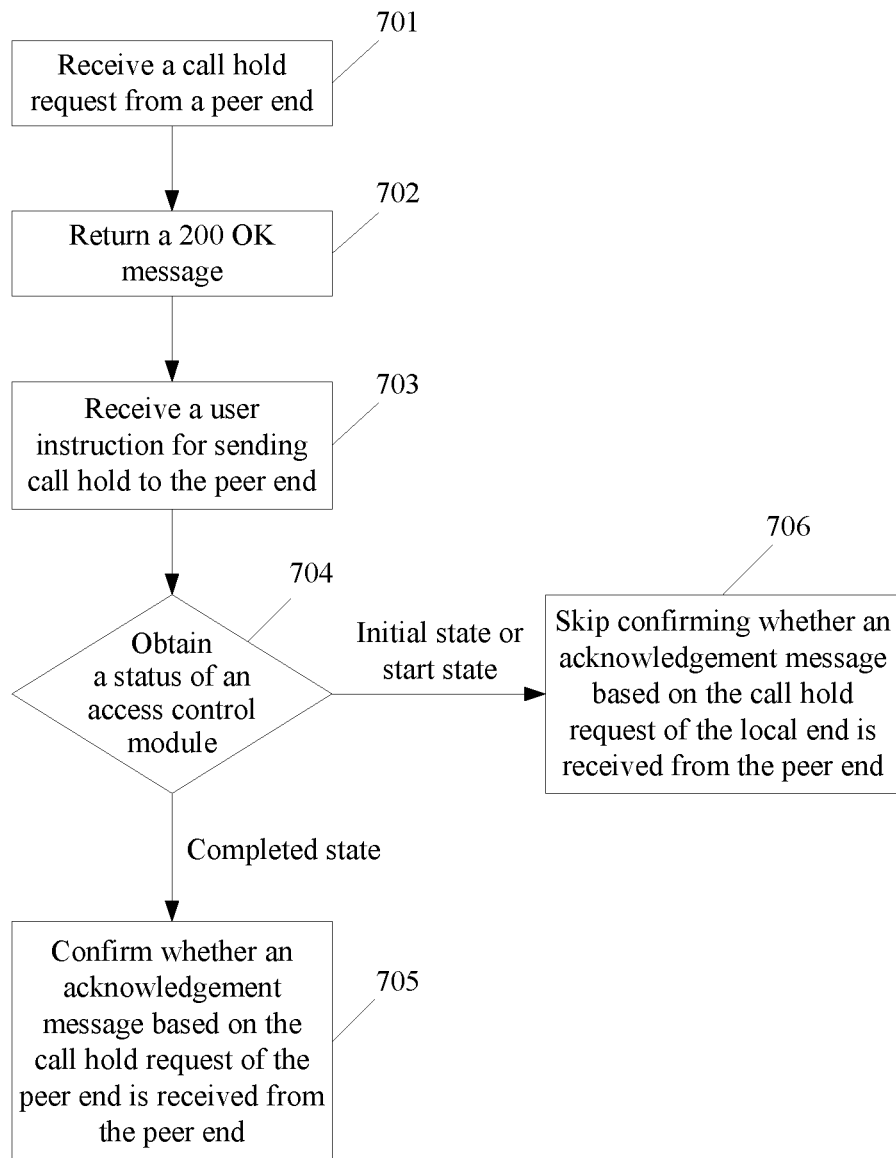 701
Receive a call hold
request from a peer end
702
Return a 200 OK
message
703
Receive a user
instruction for sending
call hold to the peer end
704
Obtain
a status of an
access control
module
Initial state or
start state
706
Skip confirming whether an
acknowledgement message
based on the call hold
request of the local end is
received from the peer end
Completed state
705
Confirm whether an
acknowledgement
message based on the
call hold request of the
peer end is received from
the peer end